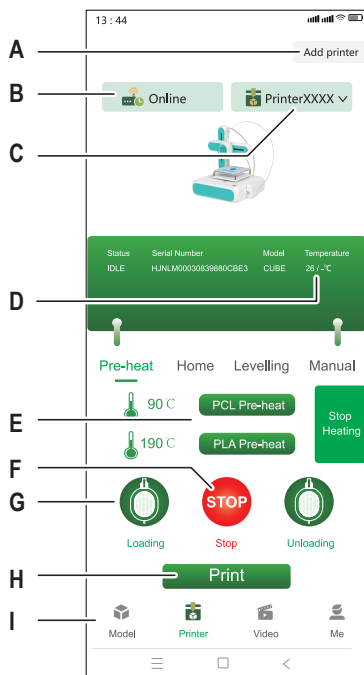 13 : 44
A
Add printer
B
Online
PrinterXXXX
C
Status Serial Number Model Temperature
IDLE HJNLM00030839880CBE3 CUBE 26 / -℃
D
Pre-heat Home Levelling Manual
90℃ PCL Pre-heat
E
Stop
Heating
190℃ PLA Pre-heat
F
G
STOP
Loading Stop Unloading
H
Print
I
Model Printer Video Me